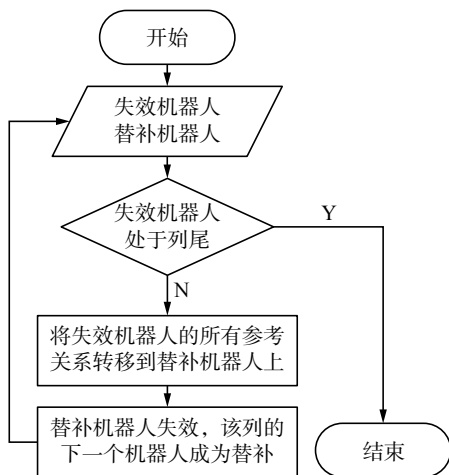 开始
失效机器人
替补机器人
失效机器人
处于列尾
Y
N
将失效机器人的所有参考
关系转移到替补机器人上
替补机器人失效，该列的
下一个机器人成为替补
结束